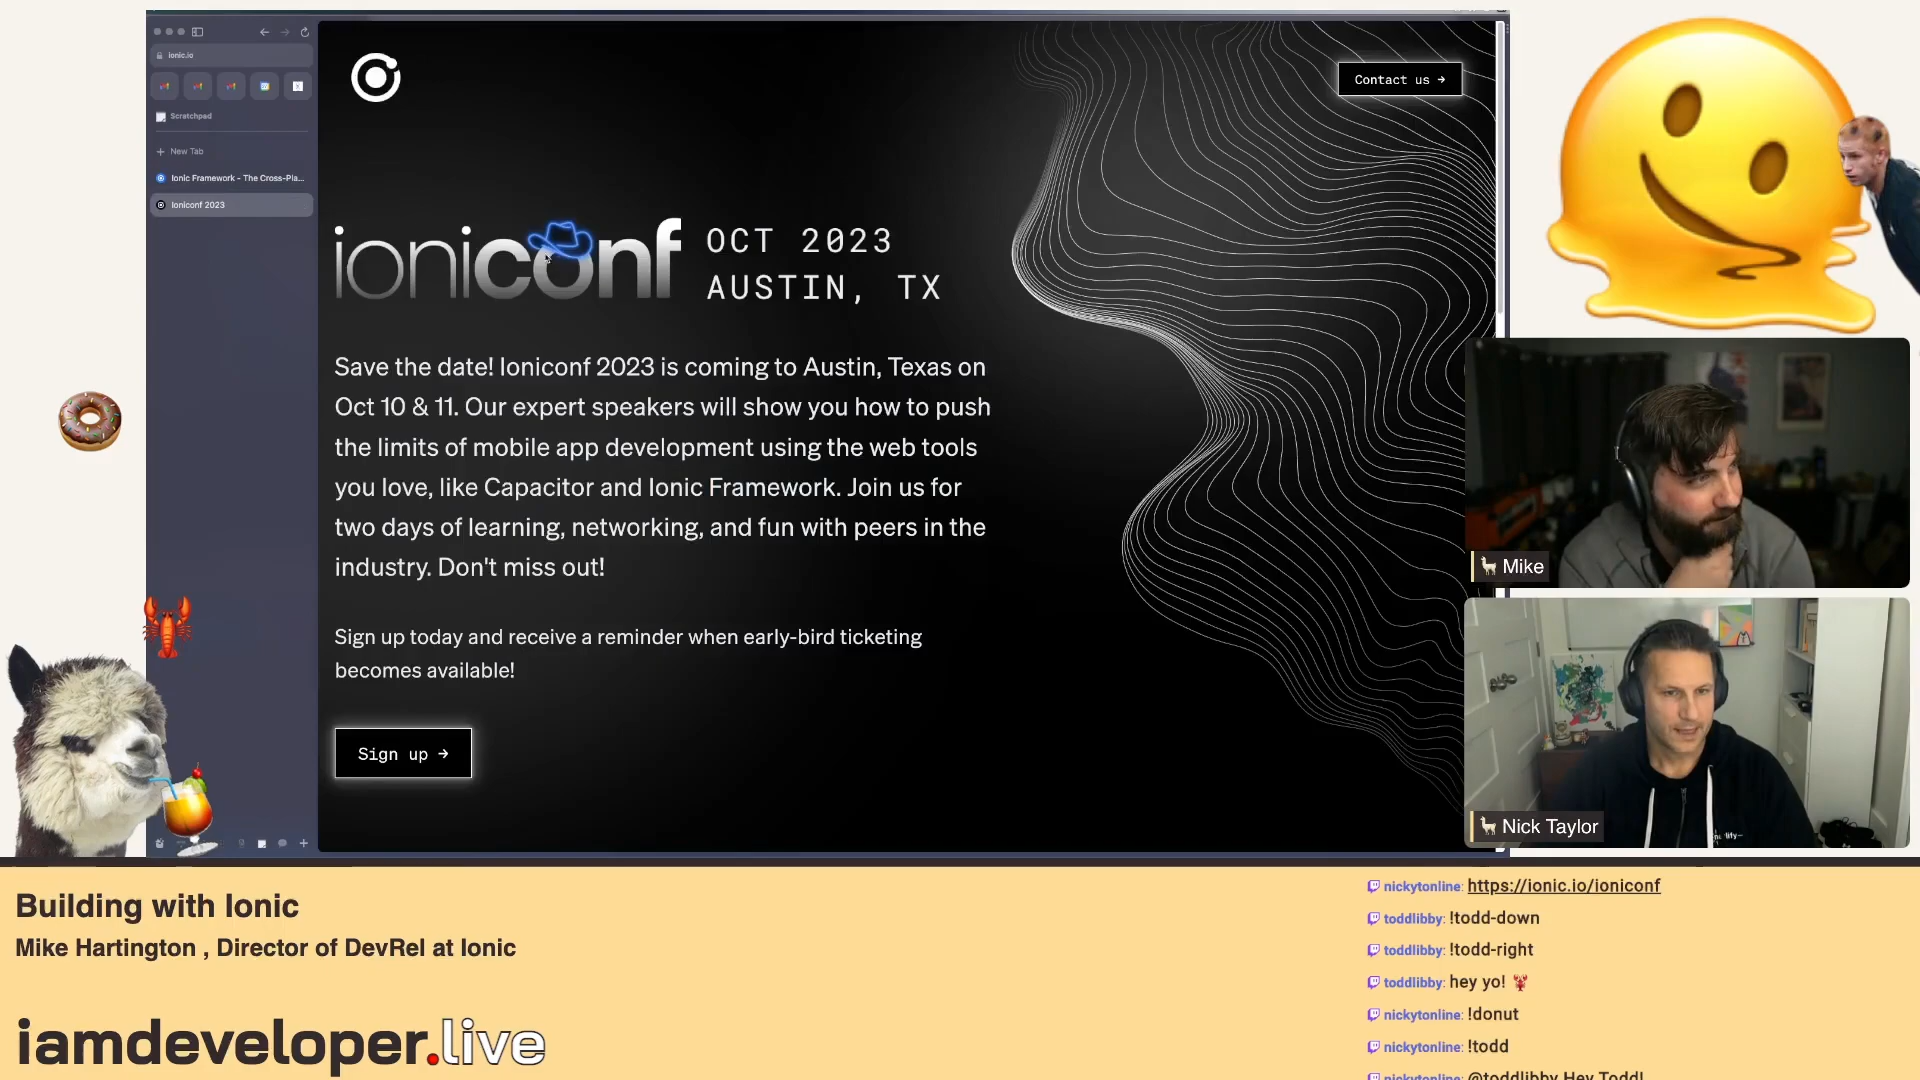 ionic.io
Scratchpad
+ New Tab
Ionic Framework - The Cross-Pla...
Ioniconf 2023
Contact us →
ioniconf
OCT 2023
AUSTIN, TX
Save the date! Ioniconf 2023 is coming to Austin, Texas on
Oct 10 & 11. Our expert speakers will show you how to push
the limits of mobile app development using the web tools
you love, like Capacitor and Ionic Framework. Join us for
two days of learning, networking, and fun with peers in the
industry. Don't miss out!
Sign up today and receive a reminder when early-bird ticketing
becomes available!
Sign up →
Mike
Nick Taylor
Building with Ionic
Mike Hartington , Director of DevRel at Ionic
iamdeveloper.live
nickytonline: https://ionic.io/ioniconf
toddlibby: !todd-down
toddlibby: !todd-right
toddlibby: hey yo! 🦞
nickytonline: !donut
nickytonline: !todd
nickytonline: @toddlibby Hey Todd!